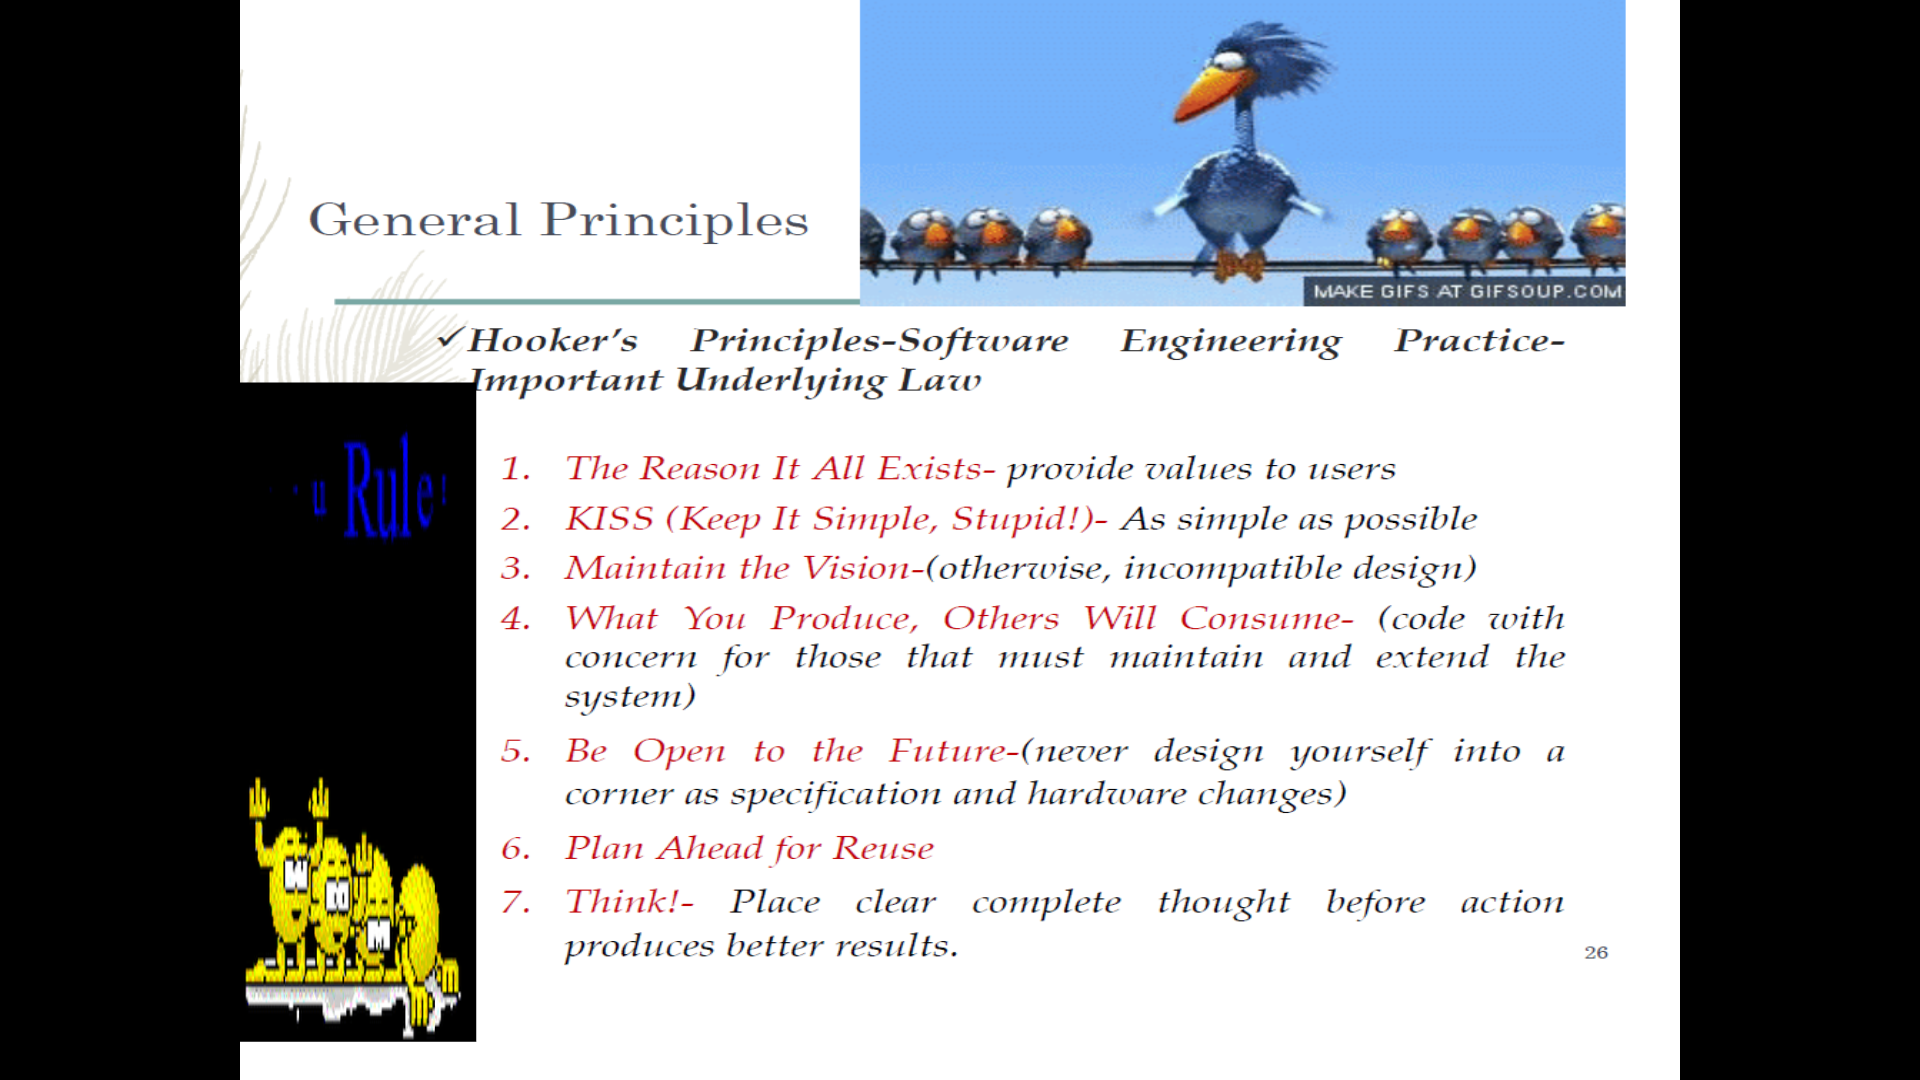 General Principles
MAKE GIFS AT GIFSOUP.COM
✓Hooker's Principles-Software Engineering Practice-
Important Underlying Law
u Rule!
1. The Reason It All Exists- provide values to users
2. KISS (Keep It Simple, Stupid!)- As simple as possible
3. Maintain the Vision-(otherwise, incompatible design)
4. What You Produce, Others Will Consume- (code with
concern for those that must maintain and extend the
system)
5. Be Open to the Future-(never design yourself into a
corner as specification and hardware changes)
6. Plan Ahead for Reuse
7. Think!- Place clear complete thought before action
produces better results.
26